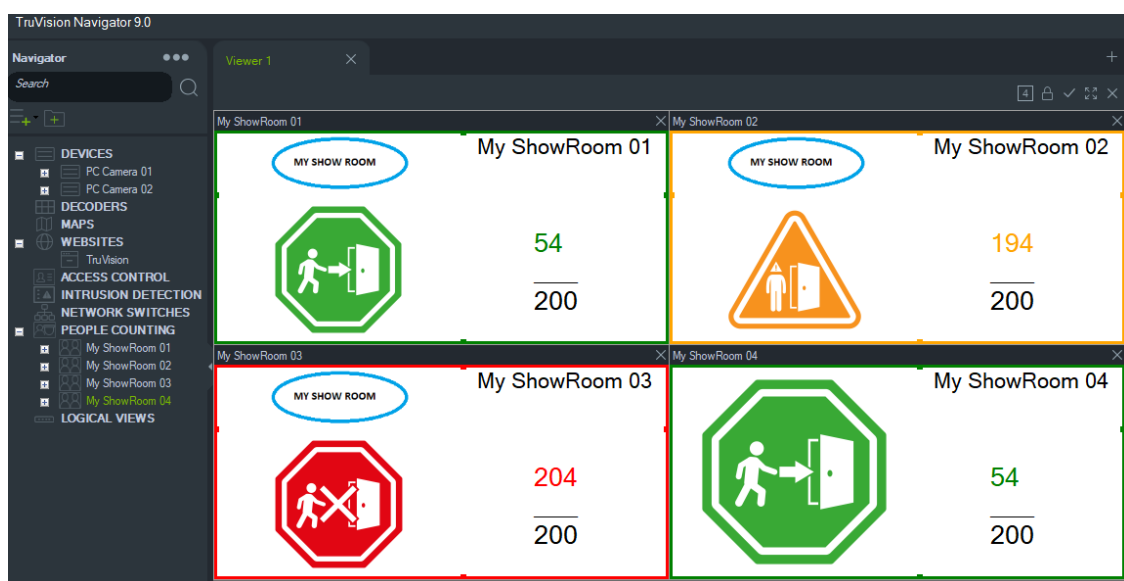 TruVision Navigator 9.0
Navigator
Viewer 1
Search
4
My ShowRoom 01
My ShowRoom 02
DEVICES
PC Camera 01
PC Camera 02
DECODERS
MAPS
WEBSITES
TruVision
ACCESS CONTROL
INTRUSION DETECTION
NETWORK SWITCHES
PEOPLE COUNTING
My ShowRoom 01
My ShowRoom 02
My ShowRoom 03
My ShowRoom 04
LOGICAL VIEWS
MY SHOW ROOM
My ShowRoom 01
54
200
MY SHOW ROOM
My ShowRoom 02
194
200
My ShowRoom 03
My ShowRoom 04
MY SHOW ROOM
My ShowRoom 03
204
200
My ShowRoom 04
54
200